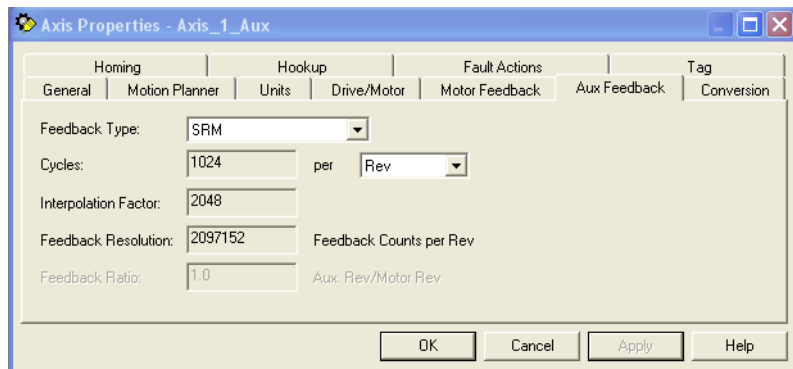 Axis Properties - Axis_1_Aux
Homing Hookup Fault Actions Tag
General Motion Planner Units Drive/Motor Motor Feedback Aux Feedback Conversion
Feedback Type: SRM
Cycles: 1024 per Rev
Interpolation Factor: 2048
Feedback Resolution: 2097152 Feedback Counts per Rev
Feedback Ratio: 1.0 Aux. Rev/Motor Rev
OK Cancel Apply Help